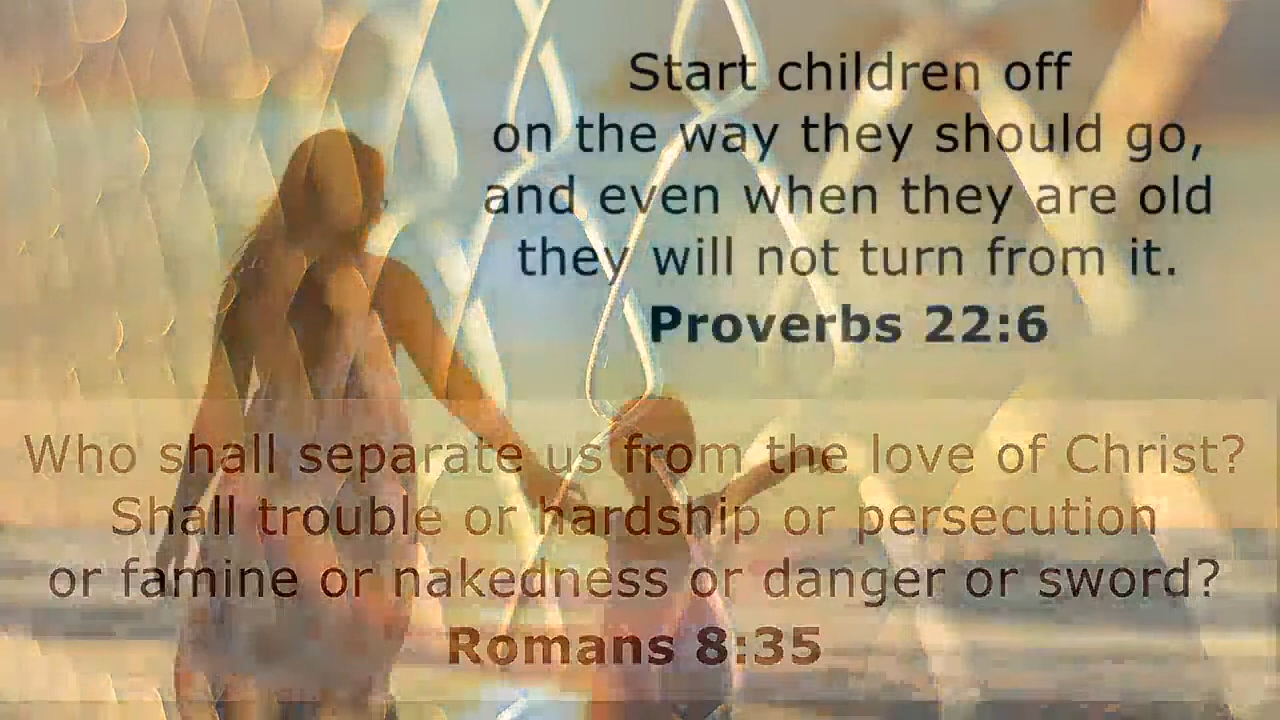 Start children off
on the way they should go,
and even when they are old
they will not turn from it.
Proverbs 22:6
Who shall separate us from the love of Christ?
Shall trouble or hardship or persecution
or famine or nakedness or danger or sword?
Romans 8:35